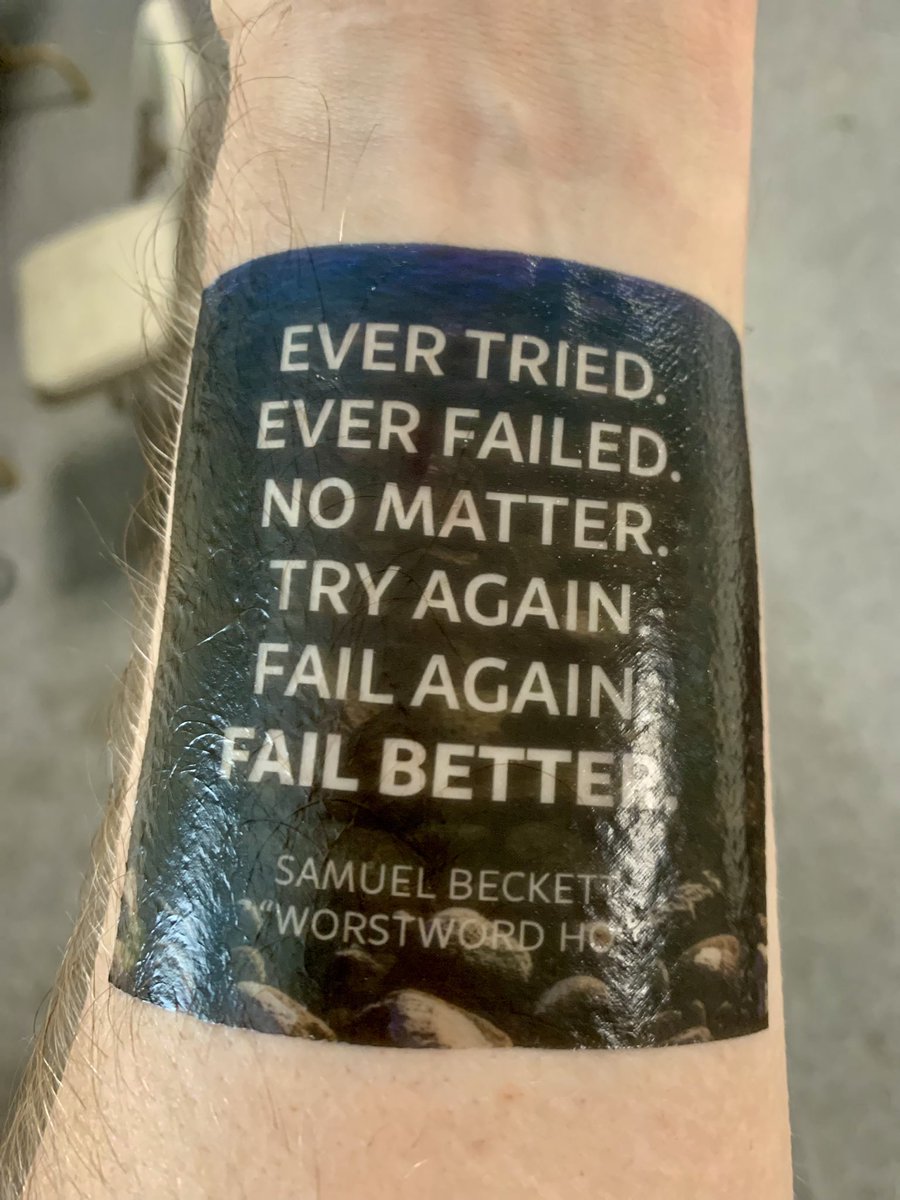 EVER TRIED.
EVER FAILED.
NO MATTER.
TRY AGAIN.
FAIL AGAIN
FAIL BETTER.
SAMUEL BECKETT
"WORSTWORD HO